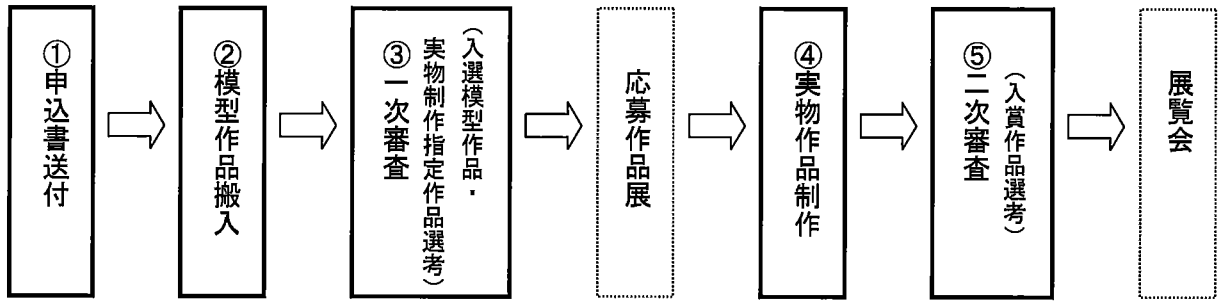 ①申込書送付
②模型作品搬入
③一次審査
(入選模型作品・
実物制作指定作品選考)
応募作品展
④実物作品制作
⑤二次審査
(入賞作品選考)
展覧会